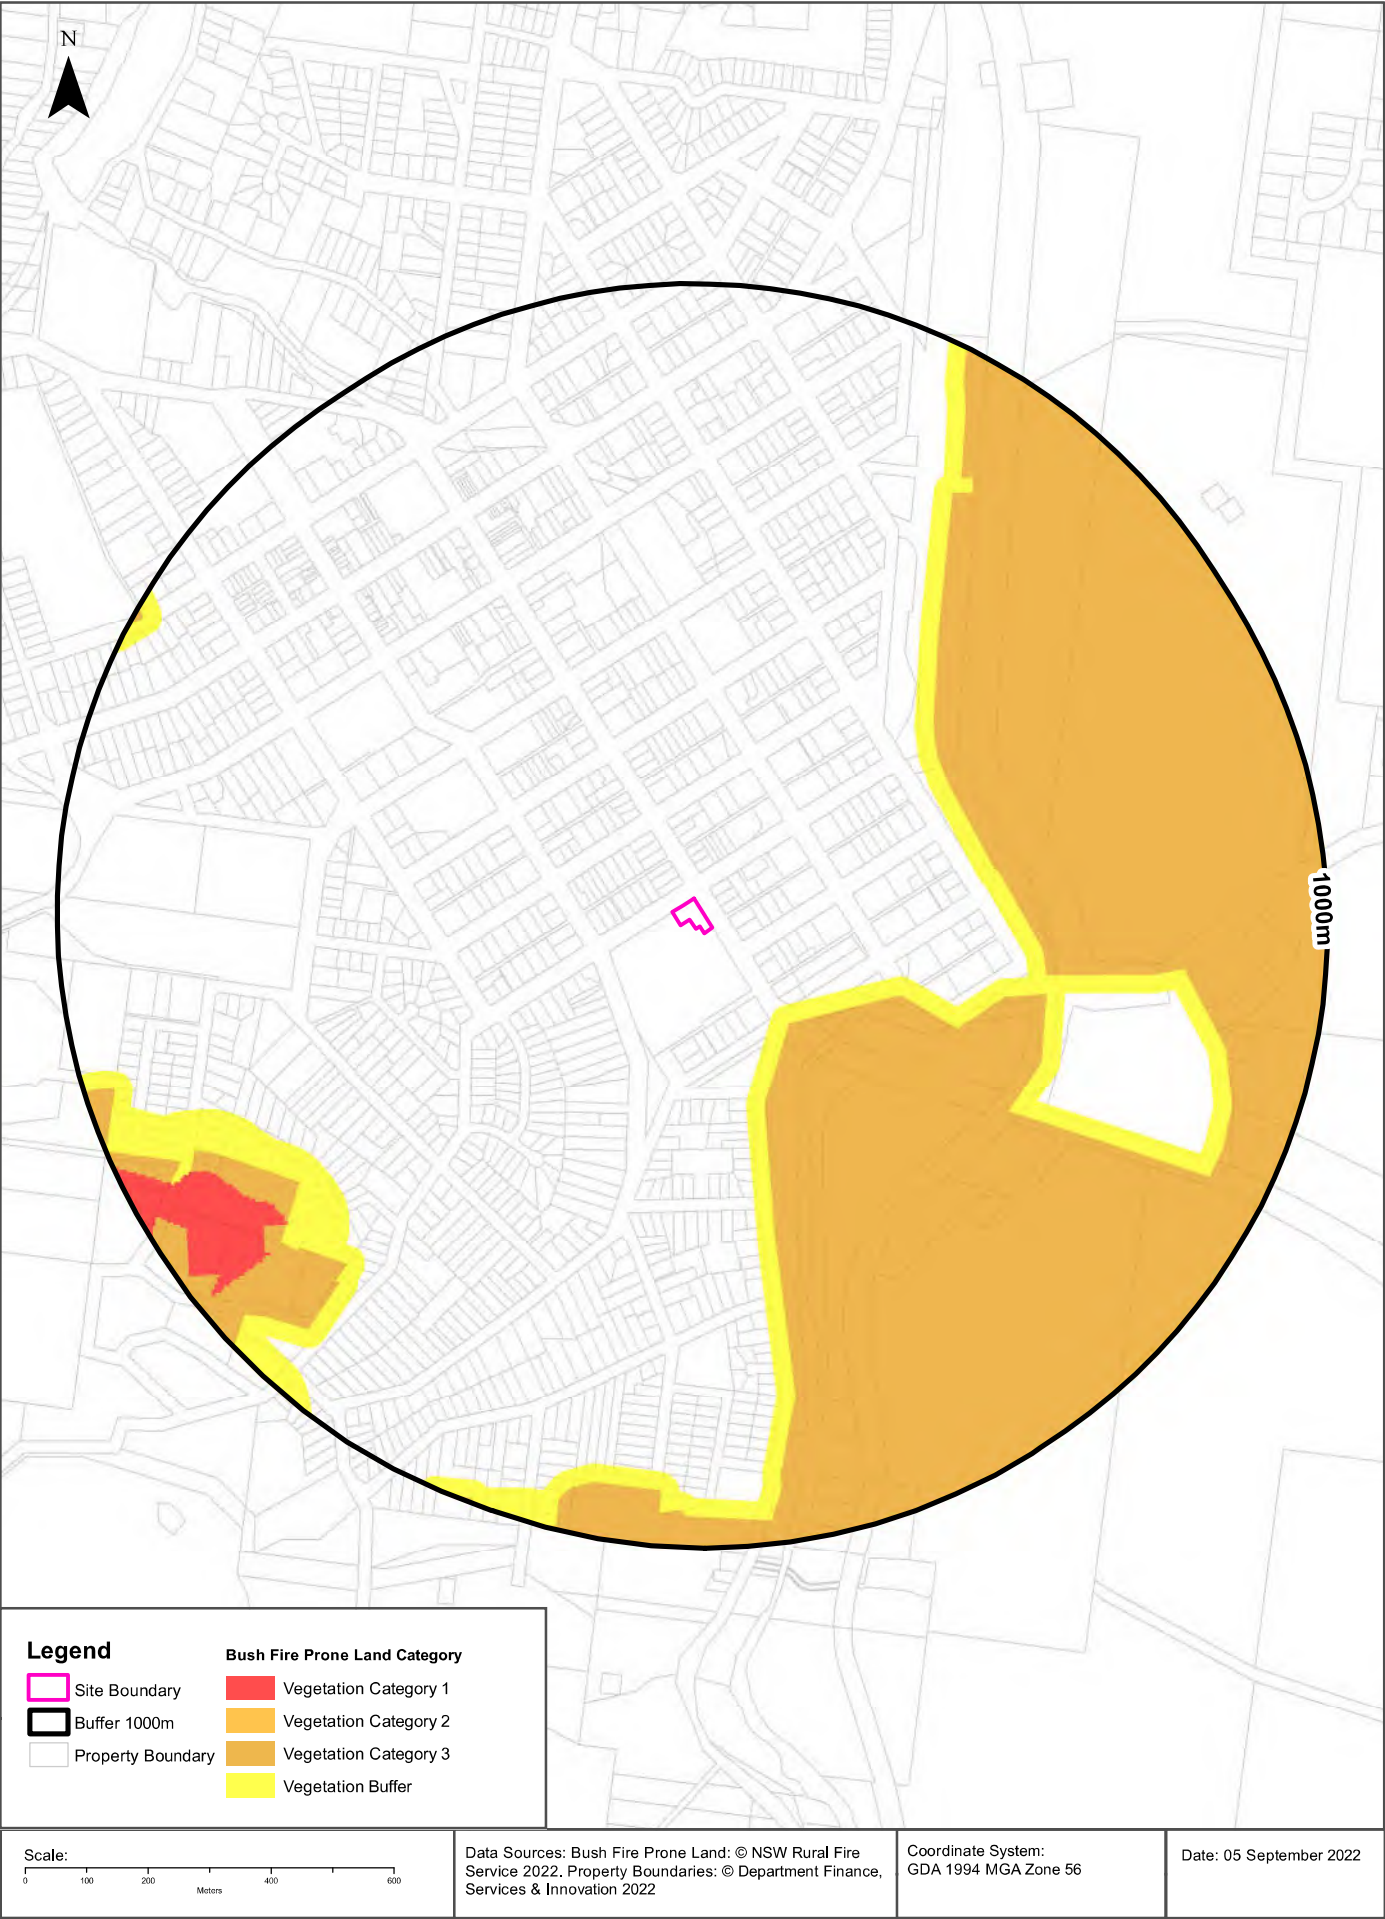 N
1000m
Legend
Site Boundary
Buffer 1000m
Property Boundary
Bush Fire Prone Land Category
Vegetation Category 1
Vegetation Category 2
Vegetation Category 3
Vegetation Buffer
Scale:
0 100 200 400 600
Meters
Data Sources: Bush Fire Prone Land: © NSW Rural Fire
Service 2022. Property Boundaries: © Department Finance,
Services & Innovation 2022
Coordinate System:
GDA 1994 MGA Zone 56
Date: 05 September 2022